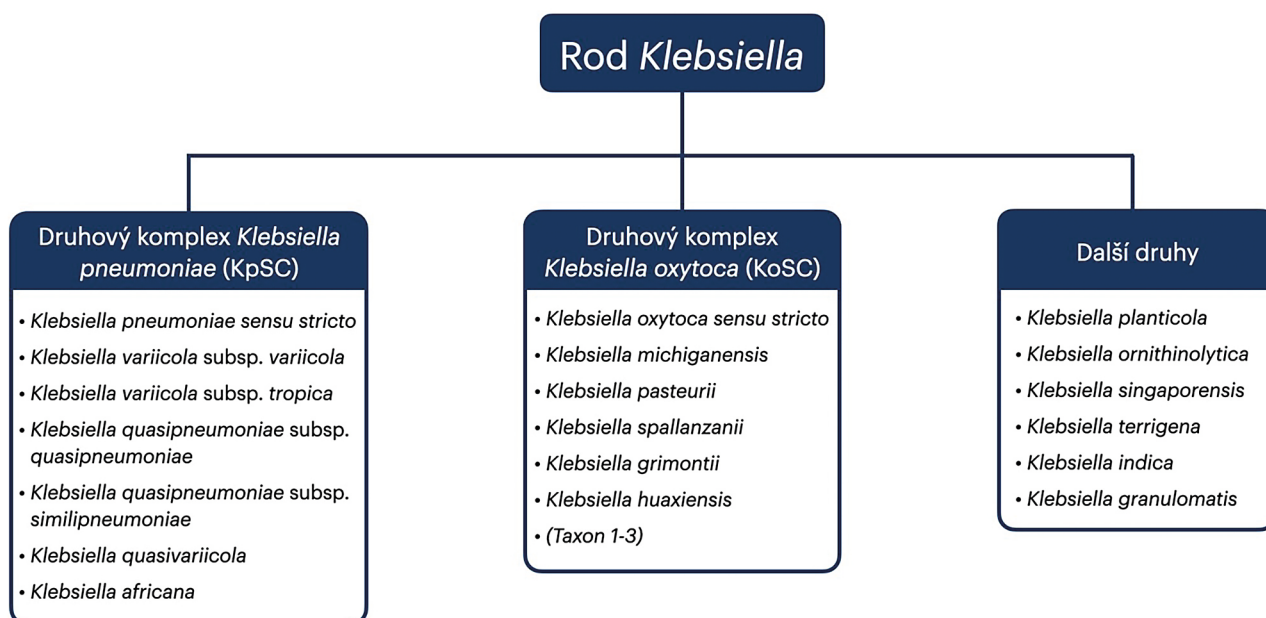 Rod Klebsiella
Druhový komplex Klebsiella
pneumoniae (KpSC)
• Klebsiella pneumoniae sensu stricto
• Klebsiella variicola subsp. variicola
• Klebsiella variicola subsp. tropica
• Klebsiella quasipneumoniae subsp.
quasipneumoniae
• Klebsiella quasipneumoniae subsp.
similipneumoniae
• Klebsiella quasivariicola
• Klebsiella africana
Druhový komplex
Klebsiella oxytoca (KoSC)
• Klebsiella oxytoca sensu stricto
• Klebsiella michiganensis
• Klebsiella pasteurii
• Klebsiella spallanzanii
• Klebsiella grimontii
• Klebsiella huaxiensis
• (Taxon 1-3)
Další druhy
• Klebsiella planticola
• Klebsiella ornithinolytica
• Klebsiella singaporensis
• Klebsiella terrigena
• Klebsiella indica
• Klebsiella granulomatis